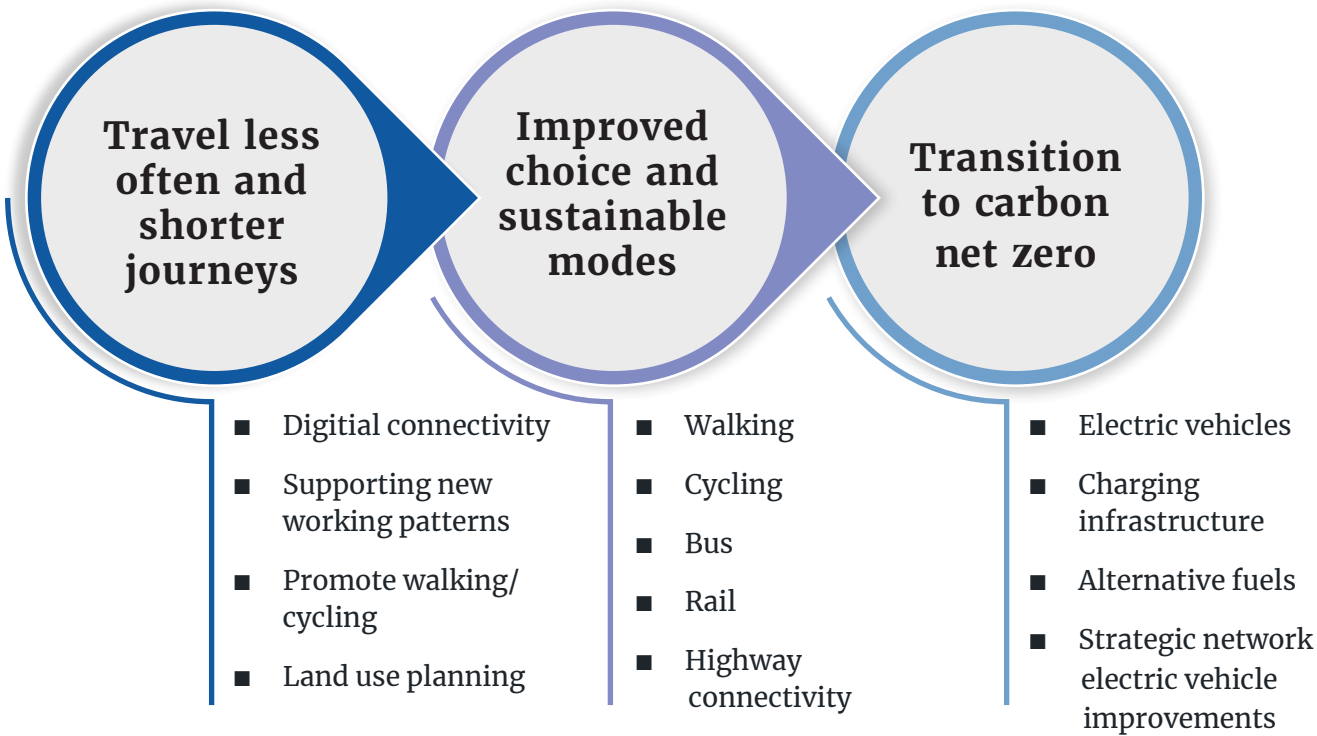 Travel less
often and
shorter
journeys
Digitial connectivity
Supporting new
working patterns
Promote walking/
cycling
Land use planning
Improved
choice and
sustainable
modes
Walking
Cycling
Bus
Rail
Highway
connectivity
Transition
to carbon
net zero
Electric vehicles
Charging
infrastructure
Alternative fuels
Strategic network
electric vehicle
improvements